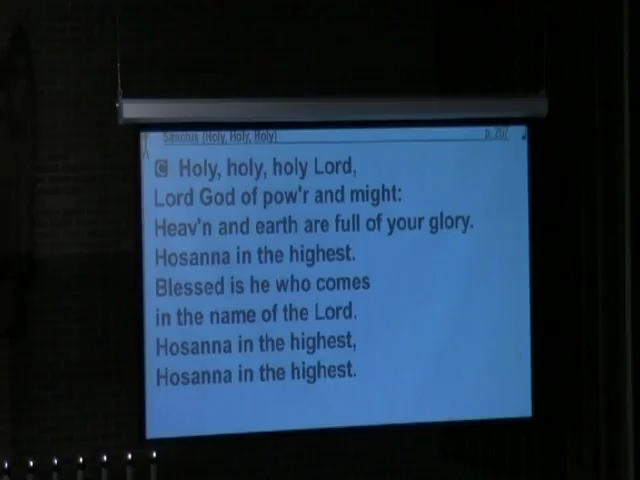 Sanctus (Holy, Holy, Holy) p. 207
C Holy, holy, holy Lord,
Lord God of pow'r and might:
Heav'n and earth are full of your glory.
Hosanna in the highest.
Blessed is he who comes
in the name of the Lord.
Hosanna in the highest,
Hosanna in the highest.